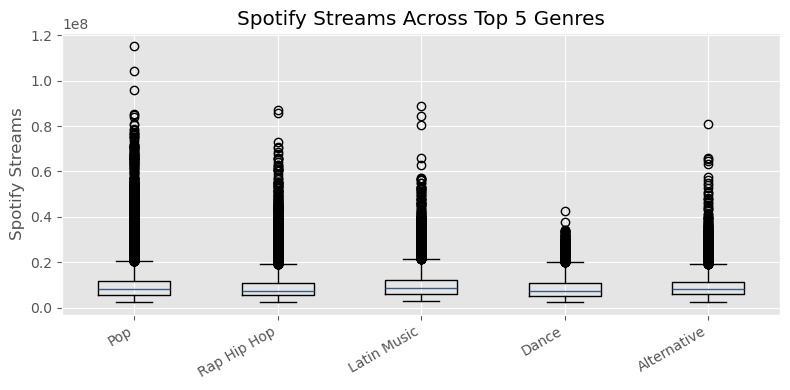 Spotify Streams Across Top 5 Genres
1e8
1.2
1.0
0.8
0.6
0.4
0.2
0.0
Spotify Streams
Pop
Rap Hip Hop
Latin Music
Dance
Alternative